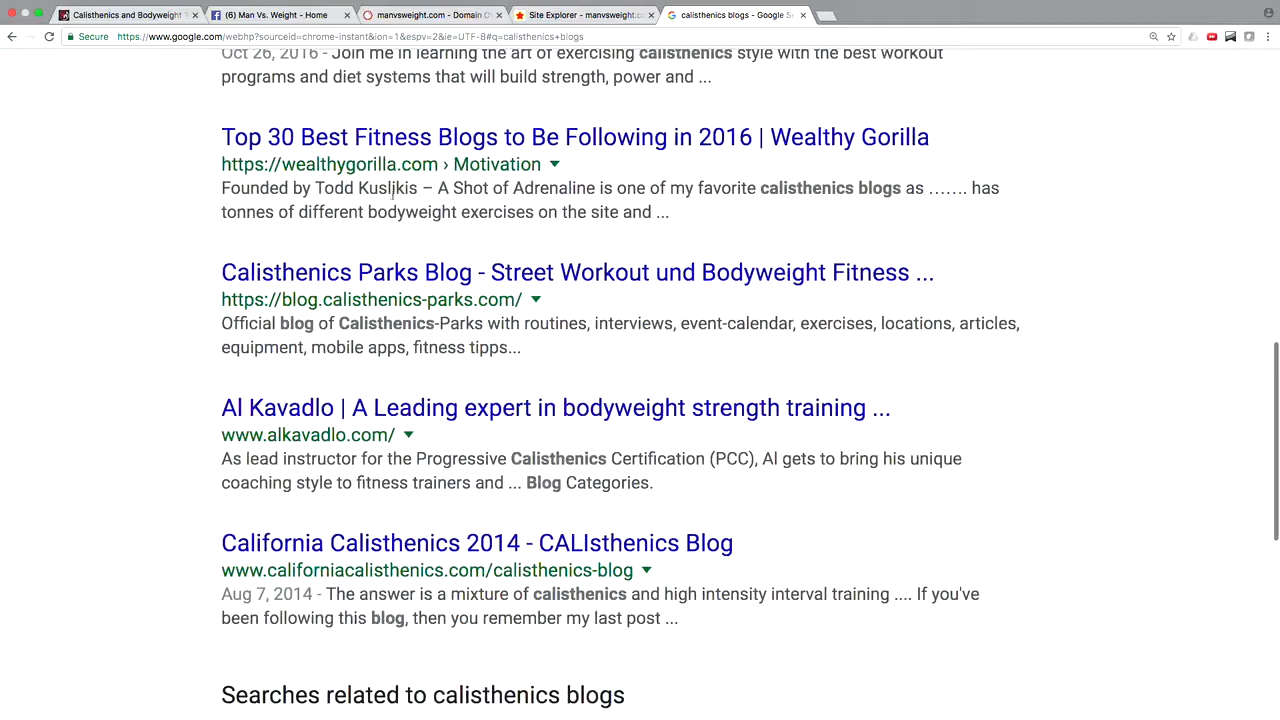 Calisthenics and Bodyweight T
(6) Man Vs. Weight - Home
manvsweight.com - Domain O
Site Explorer - manvsweight.c
calisthenics blogs - Google Se
Secure https://www.google.com/webhp?sourceid=chrome-instant&ion=1&espv=2&ie=UTF-8#q=calisthenics+blogs
Oct 26, 2016 - Join me in learning the art of exercising calisthenics style with the best workout
programs and diet systems that will build strength, power and ...
Top 30 Best Fitness Blogs to Be Following in 2016 | Wealthy Gorilla
https://wealthygorilla.com › Motivation
Founded by Todd Kusljkis – A Shot of Adrenaline is one of my favorite calisthenics blogs as ……. has
tonnes of different bodyweight exercises on the site and ...
Calisthenics Parks Blog - Street Workout und Bodyweight Fitness ...
https://blog.calisthenics-parks.com/
Official blog of Calisthenics-Parks with routines, interviews, event-calendar, exercises, locations, articles,
equipment, mobile apps, fitness tipps...
Al Kavadlo | A Leading expert in bodyweight strength training ...
www.alkavadlo.com/
As lead instructor for the Progressive Calisthenics Certification (PCC), Al gets to bring his unique
coaching style to fitness trainers and ... Blog Categories.
California Calisthenics 2014 - CALIsthenics Blog
www.californiacalisthenics.com/calisthenics-blog
Aug 7, 2014 - The answer is a mixture of calisthenics and high intensity interval training .... If you've
been following this blog, then you remember my last post ...
Searches related to calisthenics blogs